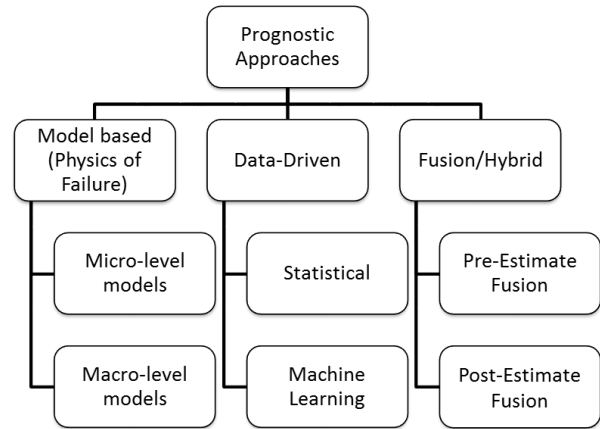 Prognostic
Approaches
Model based
(Physics of
Failure)
Data-Driven
Fusion/Hybrid
Micro-level
models
Statistical
Pre-Estimate
Fusion
Macro-level
models
Machine
Learning
Post-Estimate
Fusion